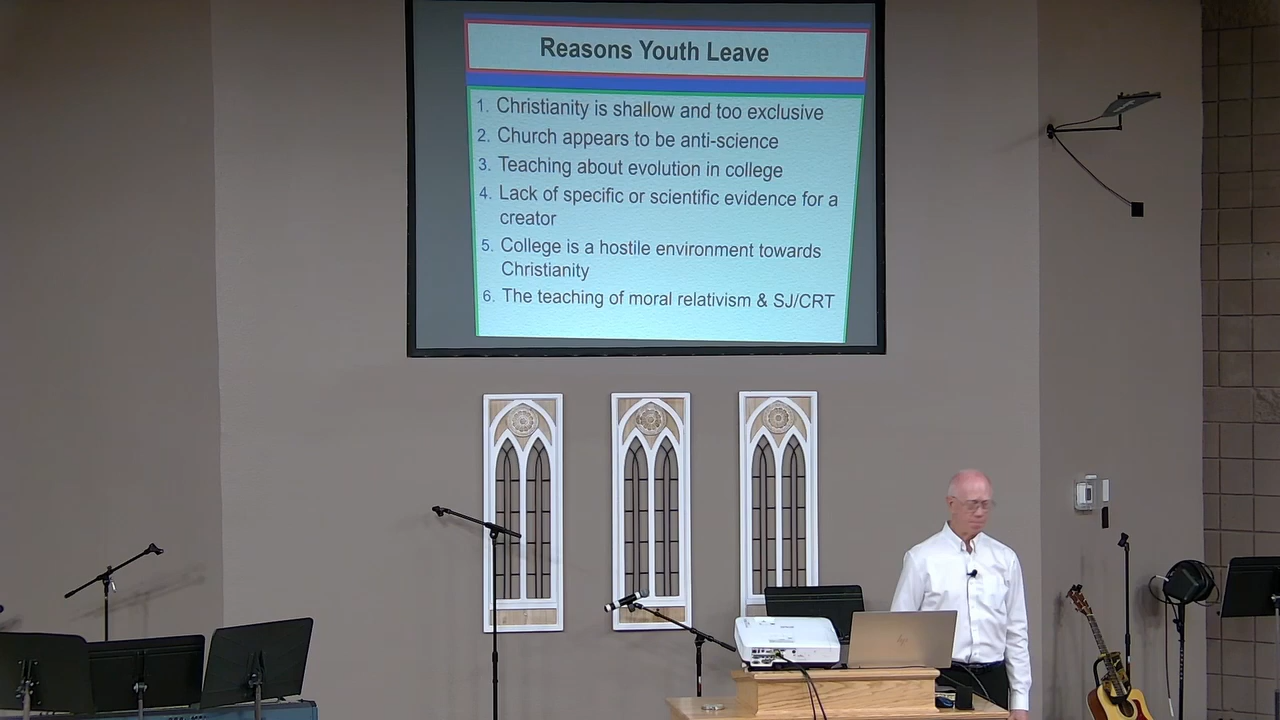 Reasons Youth Leave
1. Christianity is shallow and too exclusive
2. Church appears to be anti-science
3. Teaching about evolution in college
4. Lack of specific or scientific evidence for a
creator
5. College is a hostile environment towards
Christianity
6. The teaching of moral relativism & SJ/CRT